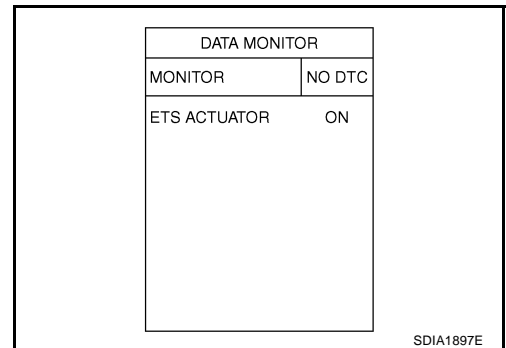 DATA MONITOR
MONITOR NO DTC
ETS ACTUATOR ON
SDIA1897E